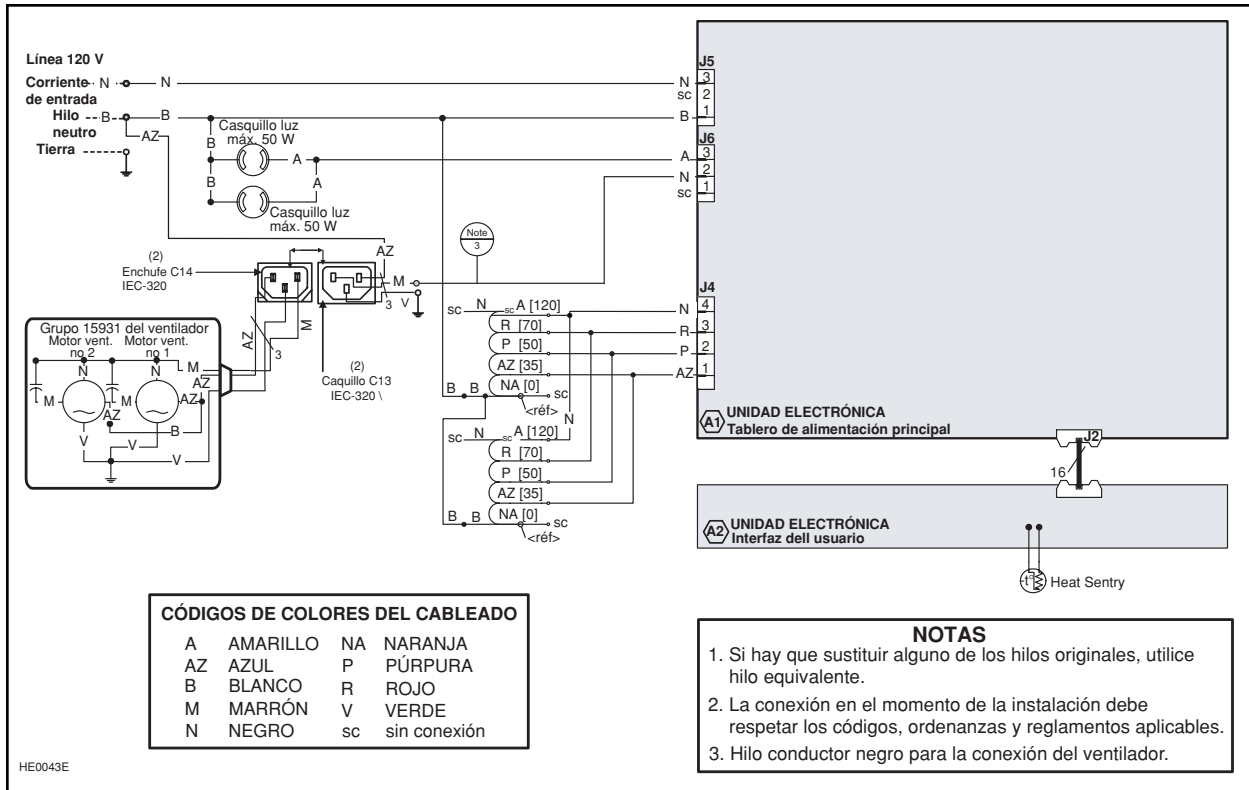 Línea 120 V
Corriente N N
de entrada
Hilo B B
neutro
AZ
Tierra
Casquillo luz
máx. 50 W
B
A
B
A
Casquillo luz
máx. 50 W
J5
N 3
sc 2
B 1
J6
A 3
N 2
sc 1
Note
3
AZ
M
3 V
(2)
Enchufe C14
IEC-320
(2)
Caquillo C13
IEC-320 \
AZ
M
3
Grupo 15931 del ventilador
Motor vent. Motor vent.
no 2 no 1
N N M
AZ
M M AZ
AZ
B
V V
V
sc N sc A [120]
R [70]
P [50]
AZ [35]
B B NA [0] sc
<réf>
N
sc N sc A [120]
R [70]
P [50]
AZ [35]
B B NA [0] sc
<réf>
J4
N 4
R 3
P 2
AZ 1
A1 UNIDAD ELECTRÓNICA
Tablero de alimentación principal
J2
16
A2 UNIDAD ELECTRÓNICA
Interfaz dell usuario
-t° Heat Sentry
CÓDIGOS DE COLORES DEL CABLEADO
A AMARILLO NA NARANJA
AZ AZUL P PÚRPURA
B BLANCO R ROJO
M MARRÓN V VERDE
N NEGRO sc sin conexión
NOTAS
1. Si hay que sustituir alguno de los hilos originales, utilice
hilo equivalente.
2. La conexión en el momento de la instalación debe
respetar los códigos, ordenanzas y reglamentos aplicables.
3. Hilo conductor negro para la conexión del ventilador.
HE0043E